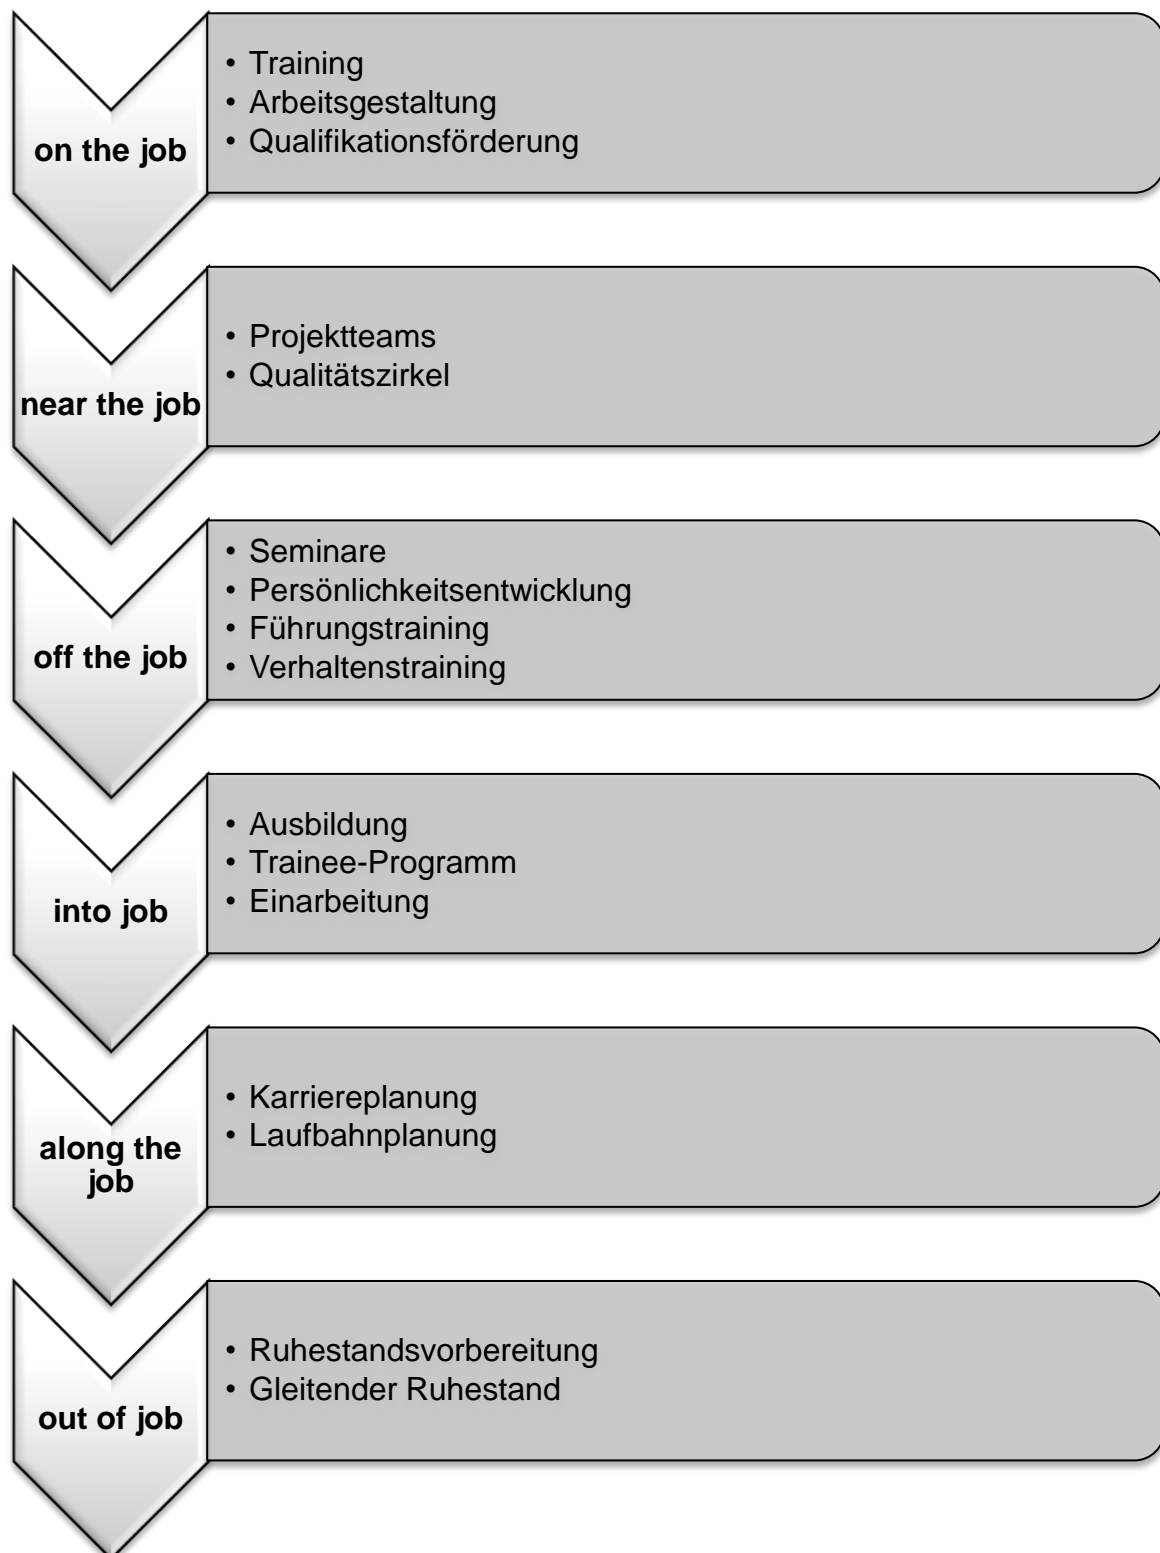 on the job
• Training
• Arbeitsgestaltung
• Qualifikationsförderung
near the job
• Projektteams
• Qualitätszirkel
off the job
• Seminare
• Persönlichkeitsentwicklung
• Führungstraining
• Verhaltenstraining
into job
• Ausbildung
• Trainee-Programm
• Einarbeitung
along the
job
• Karriereplanung
• Laufbahnplanung
out of job
• Ruhestandsvorbereitung
• Gleitender Ruhestand